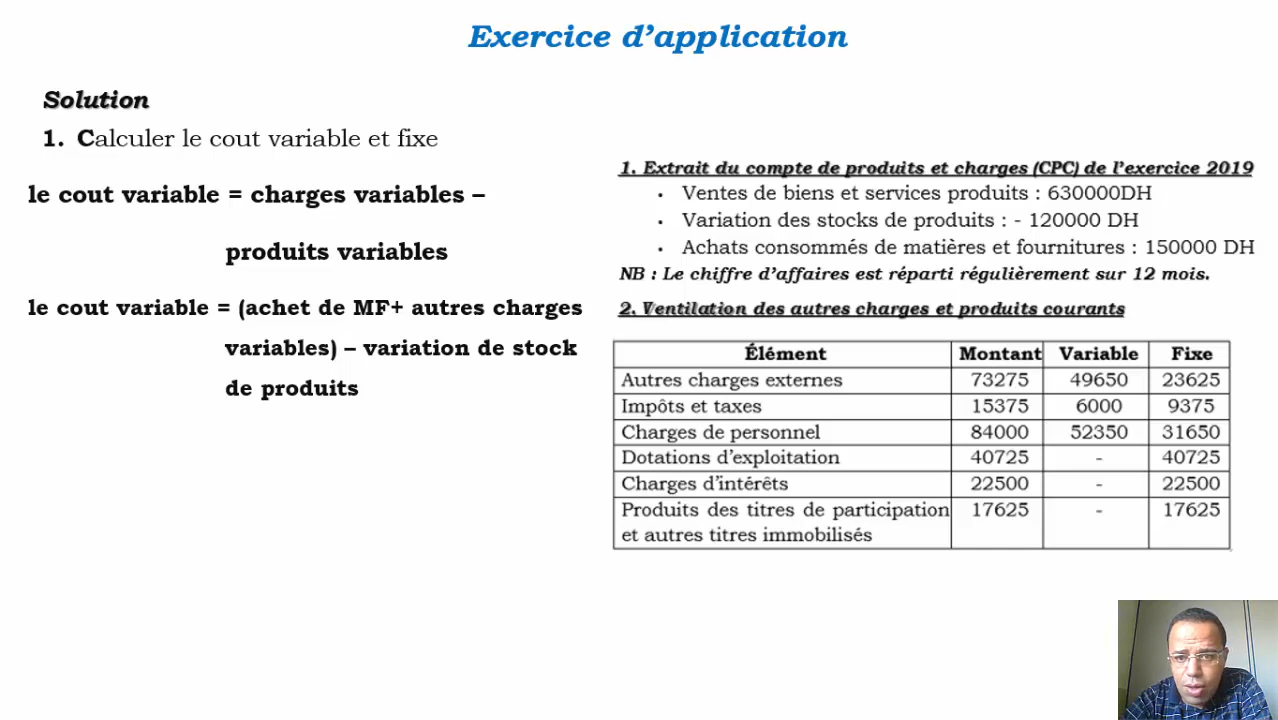 Exercice d'application
Solution
1. Calculer le cout variable et fixe
le cout variable = charges variables –
produits variables
le cout variable = (achet de MF+ autres charges
variables) – variation de stock
de produits
1. Extrait du compte de produits et charges (CPC) de l'exercice 2019
• Ventes de biens et services produits : 630000DH
• Variation des stocks de produits : - 120000 DH
• Achats consommés de matières et fournitures : 150000 DH
NB : Le chiffre d'affaires est réparti régulièrement sur 12 mois.
2. Ventilation des autres charges et produits courants
Élément Montant Variable Fixe
Autres charges externes 73275 49650 23625
Impôts et taxes 15375 6000 9375
Charges de personnel 84000 52350 31650
Dotations d'exploitation 40725 - 40725
Charges d'intérêts 22500 - 22500
Produits des titres de participation 17625 - 17625
et autres titres immobilisés